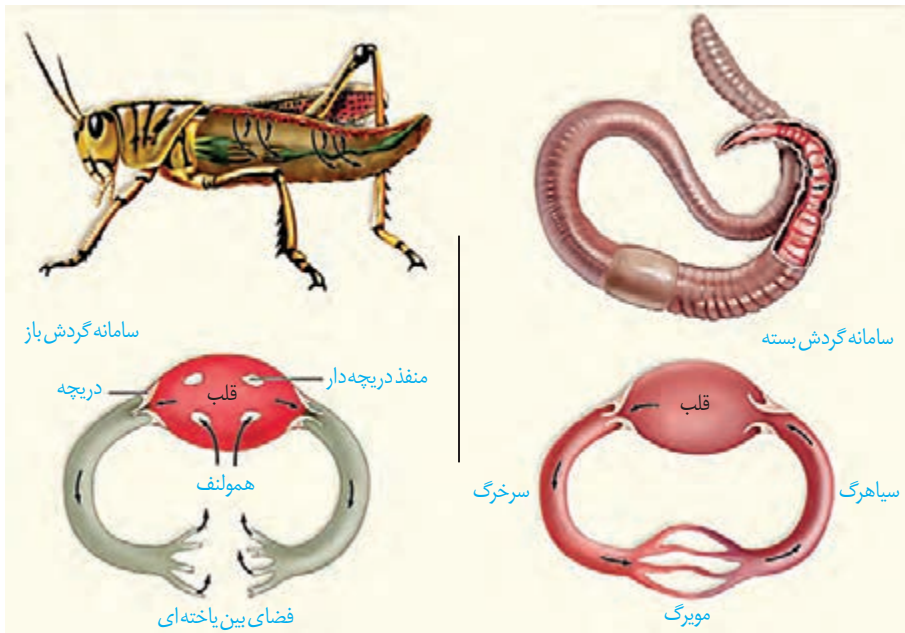 سامانه گردش بسته
قلب
سیاهرگ
سرخرگ
مویرگ
سامانه گردش باز
منفذ دریچه‌دار
دریچه
قلب
همولنف
فضای بین یاخته‌ای